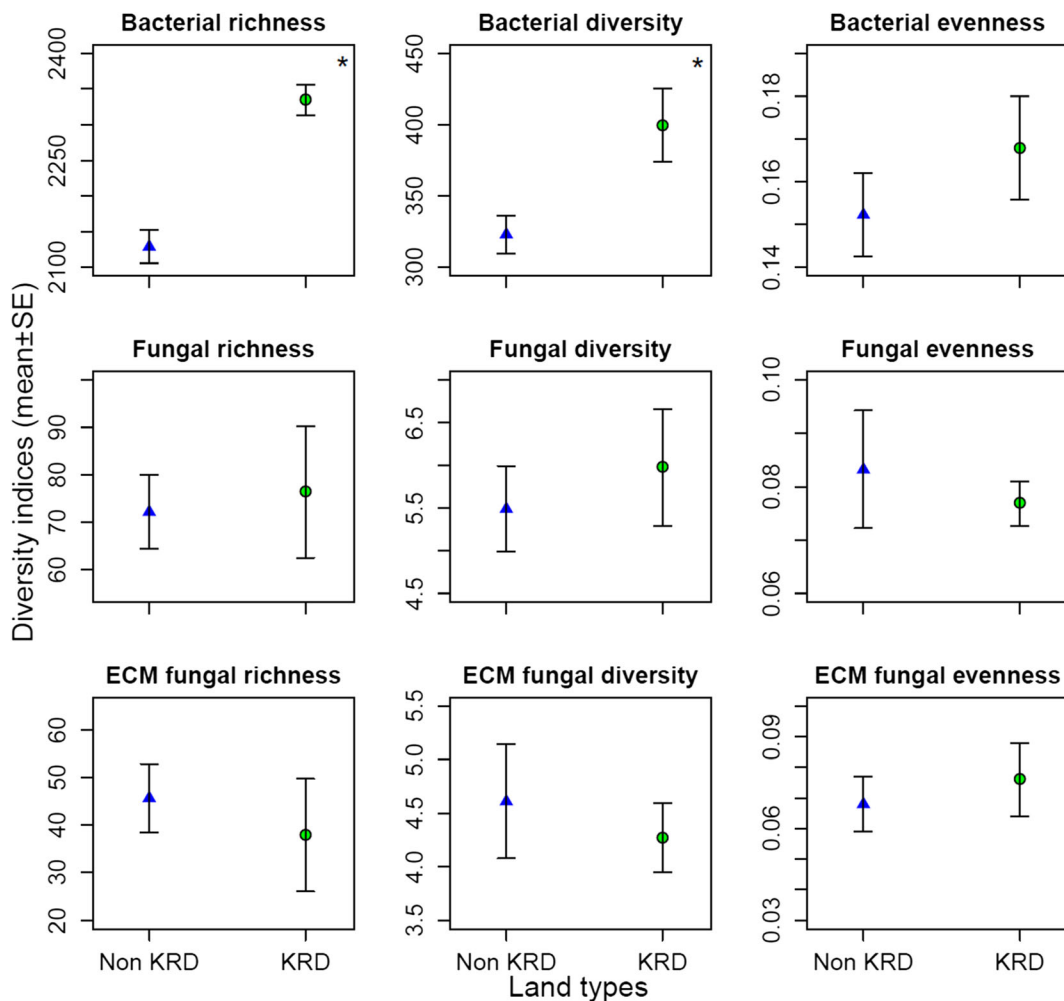 Bacterial richness
Bacterial diversity
Bacterial evenness
2400
2250
2100
*
450
400
350
300
*
0.18
0.16
0.14
Diversity indices (mean±SE)
Fungal richness
Fungal diversity
Fungal evenness
90
80
70
60
6.5
5.5
4.5
0.10
0.08
0.06
ECM fungal richness
ECM fungal diversity
ECM fungal evenness
60
50
40
30
20
5.5
5.0
4.5
4.0
3.5
0.09
0.06
0.03
Non KRD KRD
Non KRD KRD
Non KRD KRD
Land types